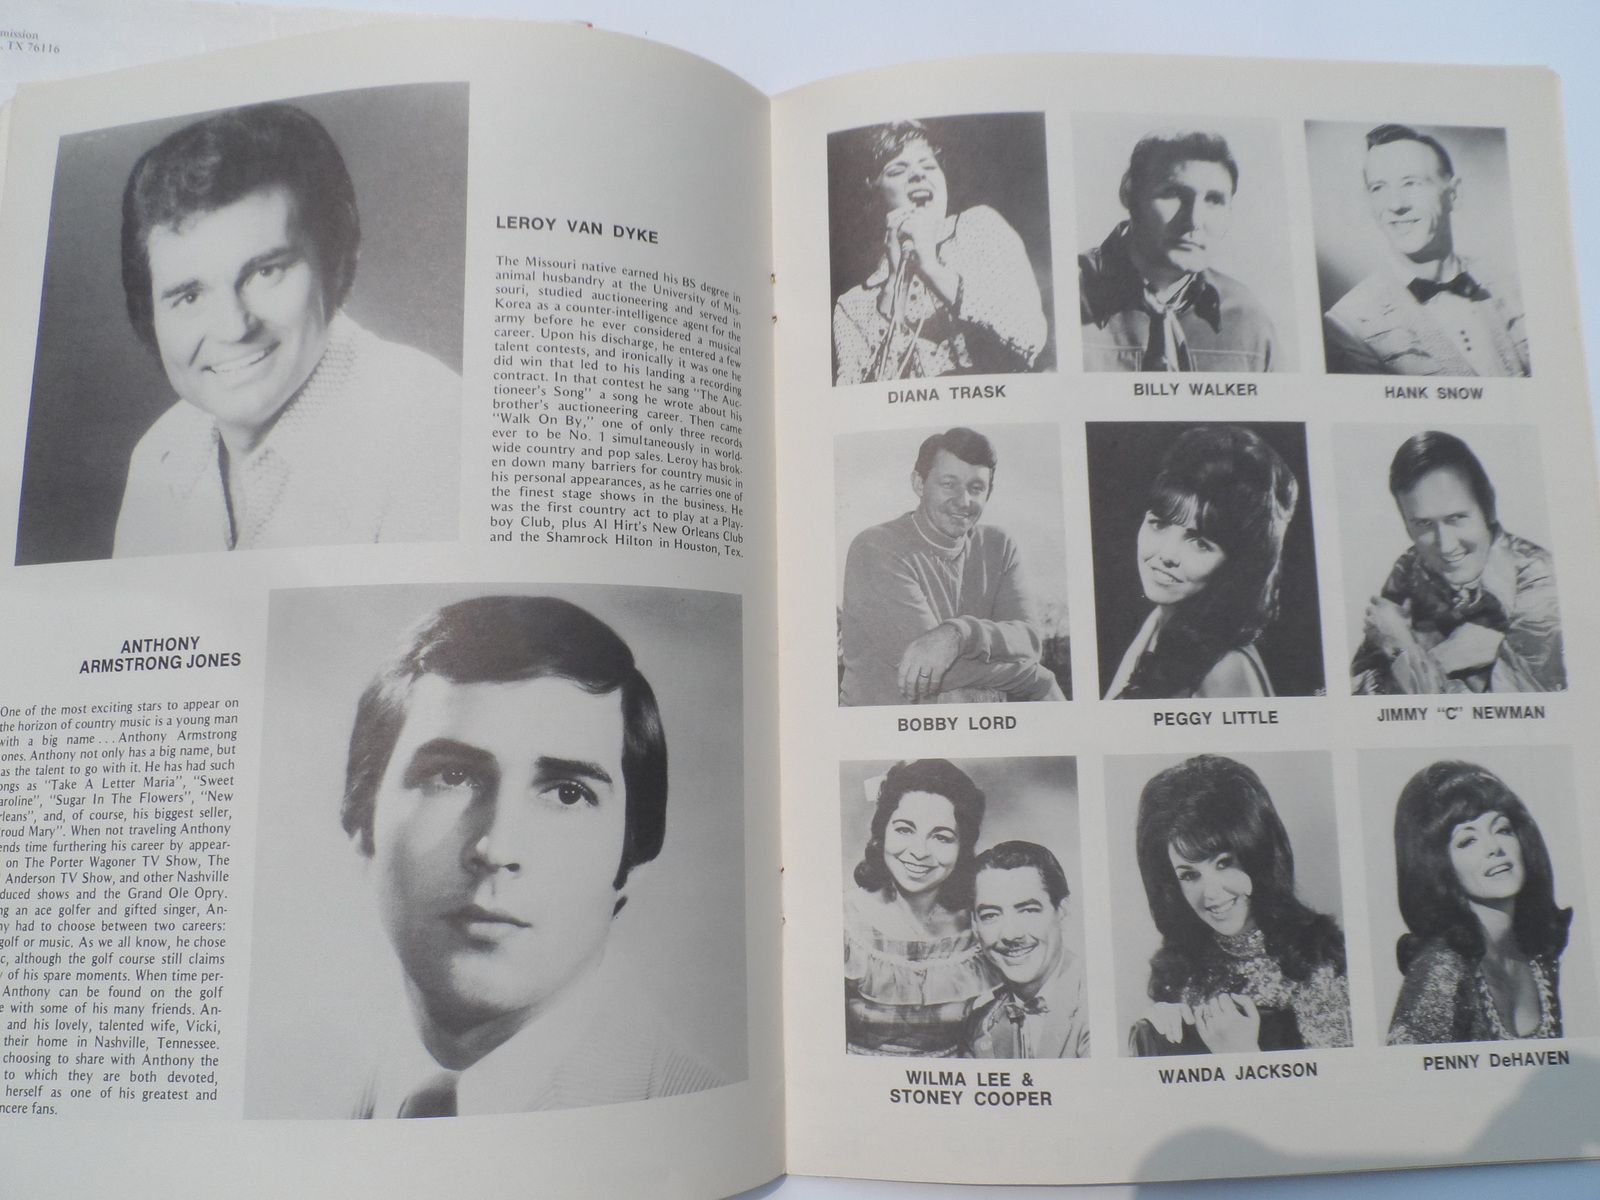 mission
, TX 76116
LEROY VAN DYKE
The Missouri native earned his BS degree in
animal husbandry at the University of Mis-
souri, studied auctioneering and served in
Korea as a counter-intelligence agent for the
army before he ever considered a musical
career. Upon his discharge, he entered a few
talent contests, and ironically it was one he
did win that led to his landing a recording
contract. In that contest he sang "The Auc-
tioneer's Song" a song he wrote about his
brother's auctioneering career. Then came
"Walk On By," one of only three records
ever to be No. 1 simultaneously in world-
wide country and pop sales. Leroy has brok-
en down many barriers for country music in
his personal appearances, as he carries one of
the finest stage shows in the business. He
was the first country act to play at a Play-
boy Club, plus Al Hirt's New Orleans Club
and the Shamrock Hilton in Houston, Tex.
ANTHONY
ARMSTRONG JONES
One of the most exciting stars to appear on
the horizon of country music is a young man
with a big name . . . Anthony Armstrong
ones. Anthony not only has a big name, but
as the talent to go with it. He has had such
ongs as "Take A Letter Maria", "Sweet
aroline", "Sugar In The Flowers", "New
rleans", and, of course, his biggest seller,
roud Mary". When not traveling Anthony
ends time furthering his career by appear-
on The Porter Wagoner TV Show, The
Anderson TV Show, and other Nashville
duced shows and the Grand Ole Opry.
ng an ace golfer and gifted singer, An-
ny had to choose between two careers:
golf or music. As we all know, he chose
c, although the golf course still claims
of his spare moments. When time per-
Anthony can be found on the golf
e with some of his many friends. An-
and his lovely, talented wife, Vicki,
their home in Nashville, Tennessee.
choosing to share with Anthony the
to which they are both devoted,
herself as one of his greatest and
ncere fans.
DIANA TRASK
BILLY WALKER
HANK SNOW
BOBBY LORD
PEGGY LITTLE
JIMMY "C" NEWMAN
WILMA LEE &
STONEY COOPER
WANDA JACKSON
PENNY DeHAVEN